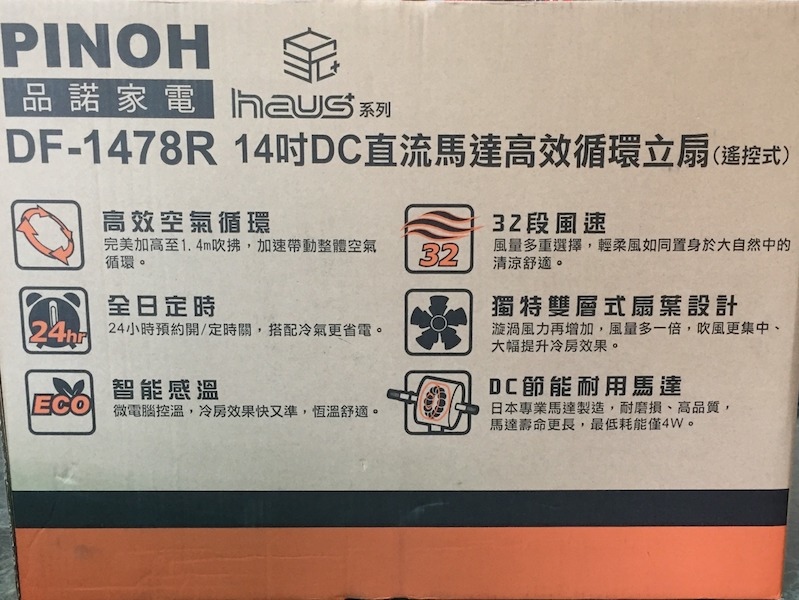 PINOH
品諾家電
haus+ 系列
DF-1478R 14吋DC直流馬達高效循環立扇(遙控式)
高效空氣循環
完美加高至1.4m吹拂，加速帶動整體空氣
循環。
24hr
全日定時
24小時預約開/定時關，搭配冷氣更省電。
ECO
智能感溫
微電腦控溫，冷房效果快又準，恆溫舒適。
32
32段風速
風量多重選擇，輕柔風如同置身於大自然中的
清涼舒適。
獨特雙層式扇葉設計
漩渦風力再增加，風量多一倍，吹風更集中、
大幅提升冷房效果。
DC節能耐用馬達
日本專業馬達製造，耐磨損、高品質，
馬達壽命更長，最低耗能僅4W。